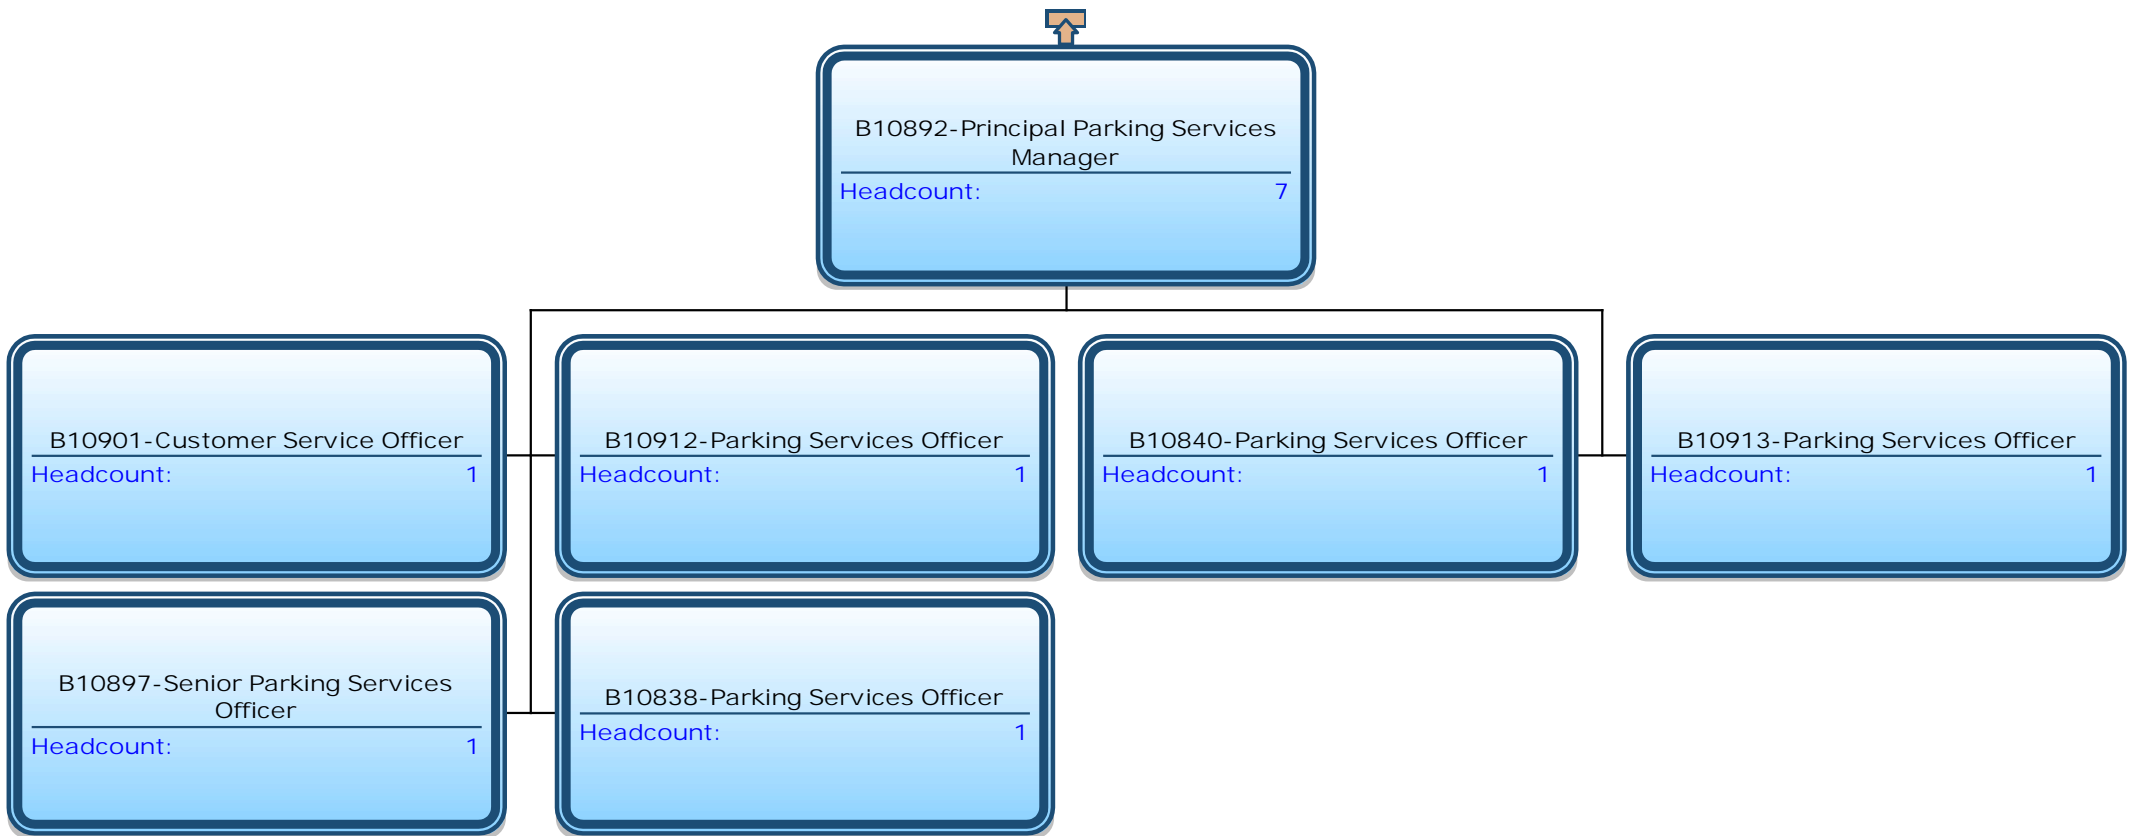 B10892-Principal Parking Services
Manager
Headcount: 7
B10901-Customer Service Officer
Headcount: 1
B10912-Parking Services Officer
Headcount: 1
B10840-Parking Services Officer
Headcount: 1
B10913-Parking Services Officer
Headcount: 1
B10897-Senior Parking Services
Officer
Headcount: 1
B10838-Parking Services Officer
Headcount: 1